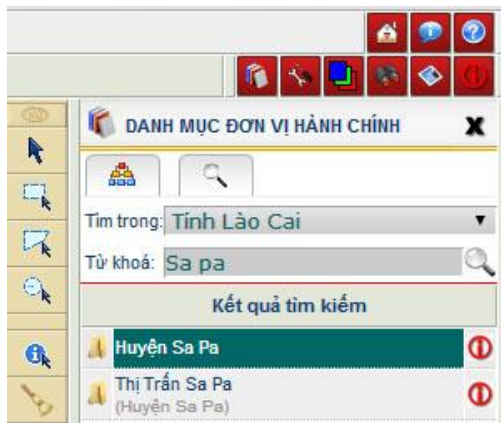 DANH MỤC ĐƠN VỊ HÀNH CHÍNH
Tìm trong: Tỉnh Lào Cai
Từ khoá: Sa pa
Kết quả tìm kiếm
Huyện Sa Pa
Thị Trấn Sa Pa
(Huyện Sa Pa)